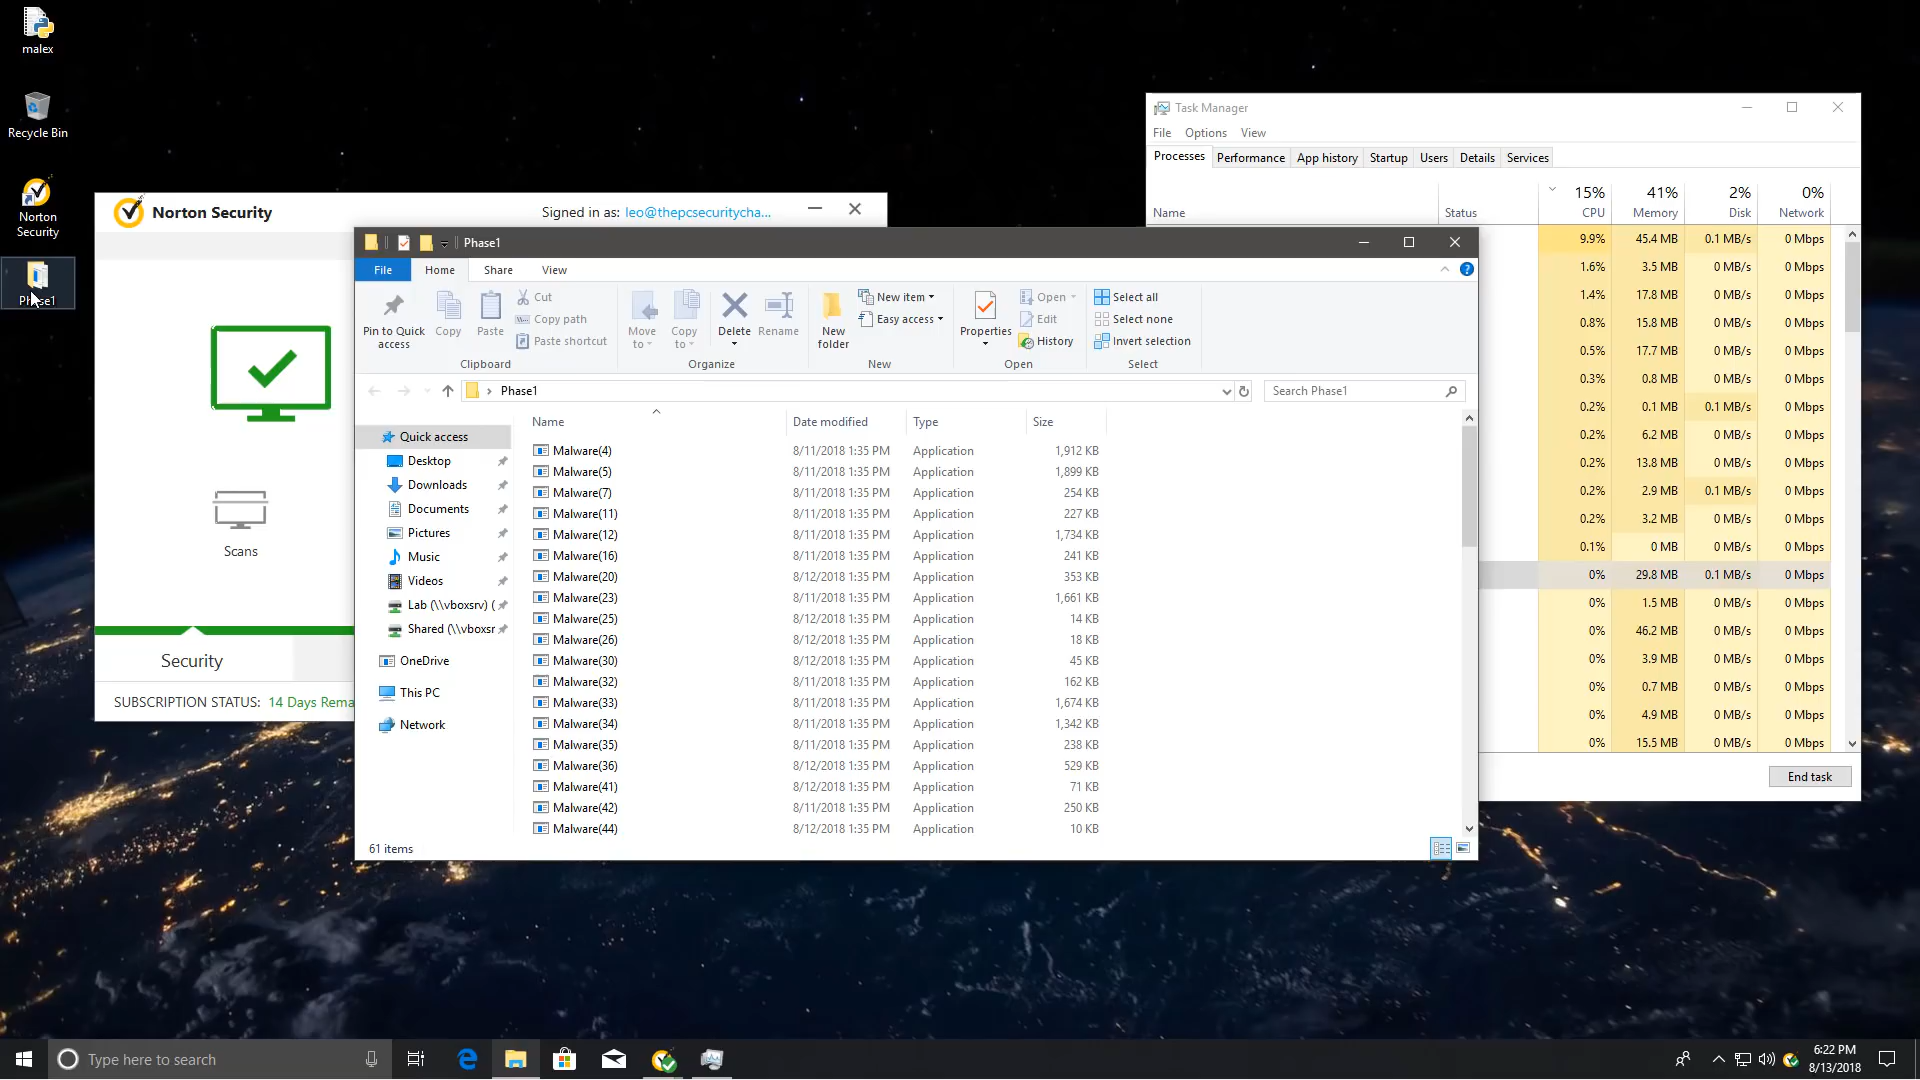 malex
Recycle Bin
Norton
Security
Phase1
Norton Security
Signed in as: leo@thepcsecuritycha...
Scans
Security
SUBSCRIPTION STATUS: 14 Days Rema
Phase1
File Home Share View
Pin to Quick
access
Copy
Paste
Cut
Copy path
Paste shortcut
Clipboard
Move
to
Copy
to
Delete
Rename
Organize
New
folder
New item
Easy access
New
Properties
Open
Edit
History
Open
Select all
Select none
Invert selection
Select
Phase1
Search Phase1
Quick access
Desktop
Downloads
Documents
Pictures
Music
Videos
Lab (\\vboxsrv) (
Shared (\\vboxsr
OneDrive
This PC
Network
Name Date modified Type Size
Malware(4) 8/11/2018 1:35 PM Application 1,912 KB
Malware(5) 8/11/2018 1:35 PM Application 1,899 KB
Malware(7) 8/11/2018 1:35 PM Application 254 KB
Malware(11) 8/11/2018 1:35 PM Application 227 KB
Malware(12) 8/11/2018 1:35 PM Application 1,734 KB
Malware(16) 8/11/2018 1:35 PM Application 241 KB
Malware(20) 8/12/2018 1:35 PM Application 353 KB
Malware(23) 8/11/2018 1:35 PM Application 1,661 KB
Malware(25) 8/12/2018 1:35 PM Application 14 KB
Malware(26) 8/12/2018 1:35 PM Application 18 KB
Malware(30) 8/12/2018 1:35 PM Application 45 KB
Malware(32) 8/11/2018 1:35 PM Application 162 KB
Malware(33) 8/11/2018 1:35 PM Application 1,674 KB
Malware(34) 8/11/2018 1:35 PM Application 1,342 KB
Malware(35) 8/11/2018 1:35 PM Application 238 KB
Malware(36) 8/12/2018 1:35 PM Application 529 KB
Malware(41) 8/12/2018 1:35 PM Application 71 KB
Malware(42) 8/11/2018 1:35 PM Application 250 KB
Malware(44) 8/12/2018 1:35 PM Application 10 KB
61 items
Task Manager
File Options View
Processes Performance App history Startup Users Details Services
15% 41% 2% 0%
Name Status CPU Memory Disk Network
9.9% 45.4 MB 0.1 MB/s 0 Mbps
1.6% 3.5 MB 0 MB/s 0 Mbps
1.4% 17.8 MB 0 MB/s 0 Mbps
0.8% 15.8 MB 0 MB/s 0 Mbps
0.5% 17.7 MB 0 MB/s 0 Mbps
0.3% 0.8 MB 0 MB/s 0 Mbps
0.2% 0.1 MB 0.1 MB/s 0 Mbps
0.2% 6.2 MB 0 MB/s 0 Mbps
0.2% 13.8 MB 0 MB/s 0 Mbps
0.2% 2.9 MB 0.1 MB/s 0 Mbps
0.2% 3.2 MB 0 MB/s 0 Mbps
0.1% 0 MB 0 MB/s 0 Mbps
0% 29.8 MB 0.1 MB/s 0 Mbps
0% 1.5 MB 0 MB/s 0 Mbps
0% 46.2 MB 0 MB/s 0 Mbps
0% 3.9 MB 0 MB/s 0 Mbps
0% 0.7 MB 0 MB/s 0 Mbps
0% 4.9 MB 0 MB/s 0 Mbps
0% 15.5 MB 0 MB/s 0 Mbps
End task
Type here to search
6:22 PM
8/13/2018